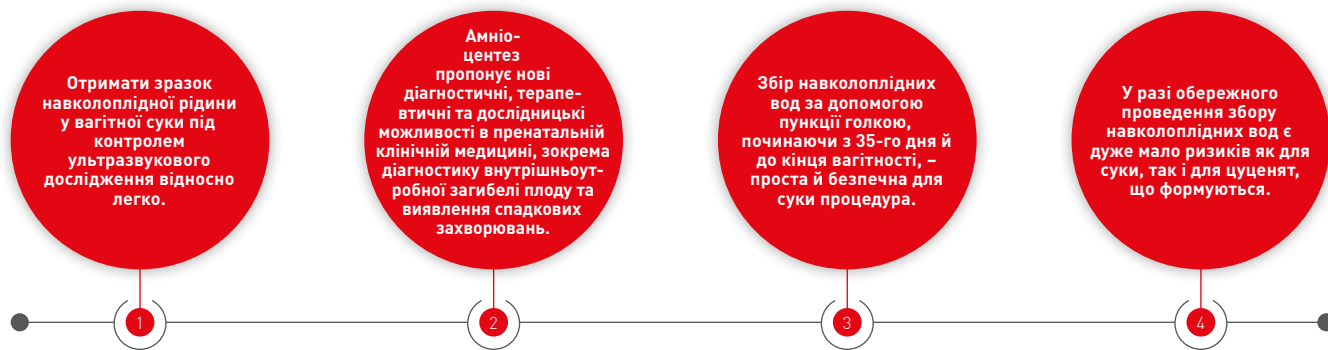 Отримати зразок
навколоплідної рідини
у вагітної суки під
контролем
ультразвукового
дослідження відносно
легко.
1
Амніо-
центез
пропонує нові
діагностичні, терапе-
втичні та дослідницькі
можливості в пренатальній
клінічній медицині, зокрема
діагностику внутрішньоут-
робної загибелі плоду та
виявлення спадкових
захворювань.
2
Збір навколоплідних
вод за допомогою
пункції голкою,
починаючи з 35-го дня й
до кінця вагітності, –
проста й безпечна для
суки процедура.
3
У разі обережного
проведення збору
навколоплідних вод є
дуже мало ризиків як для
суки, так і для цуценят,
що формуються.
4